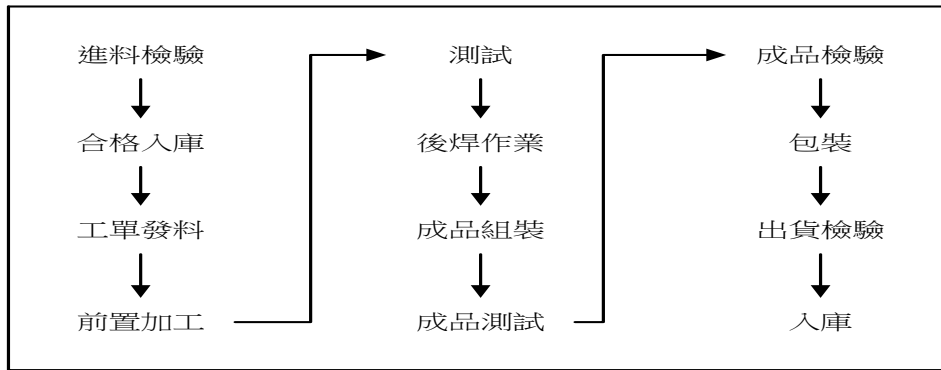 進料檢驗
合格入庫
工單發料
前置加工
測試
後焊作業
成品組裝
成品測試
成品檢驗
包裝
出貨檢驗
入庫